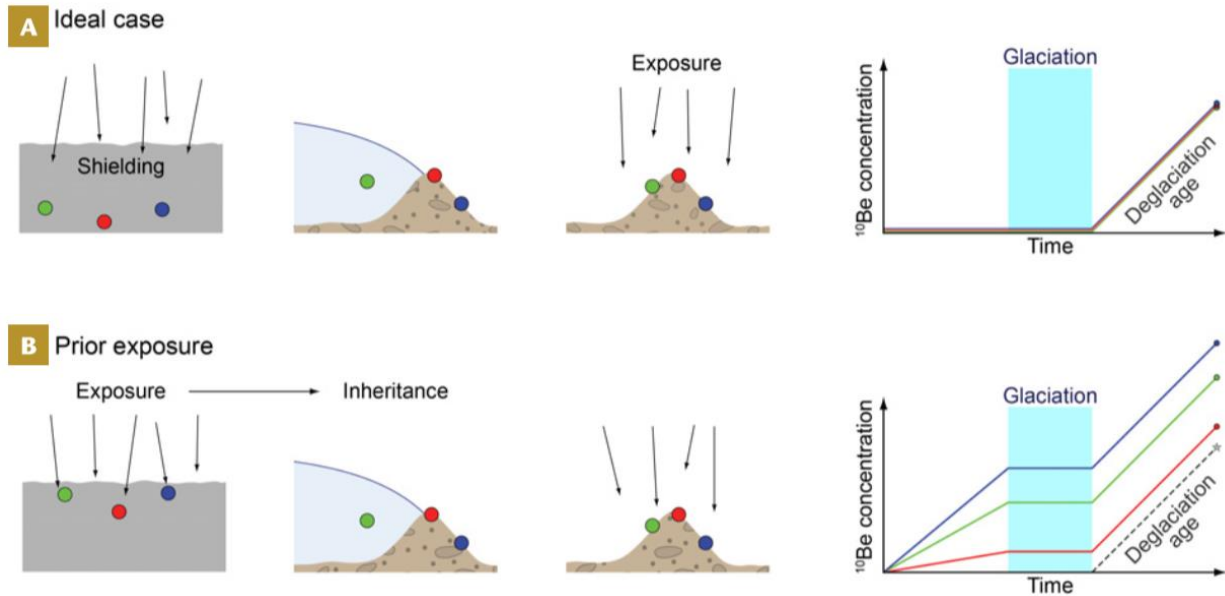 A Ideal case
Shielding
Exposure
Glaciation
¹⁰Be concentration
Time
Deglaciation
age
B Prior exposure
Exposure
Inheritance
Glaciation
¹⁰Be concentration
Time
Deglaciation
age